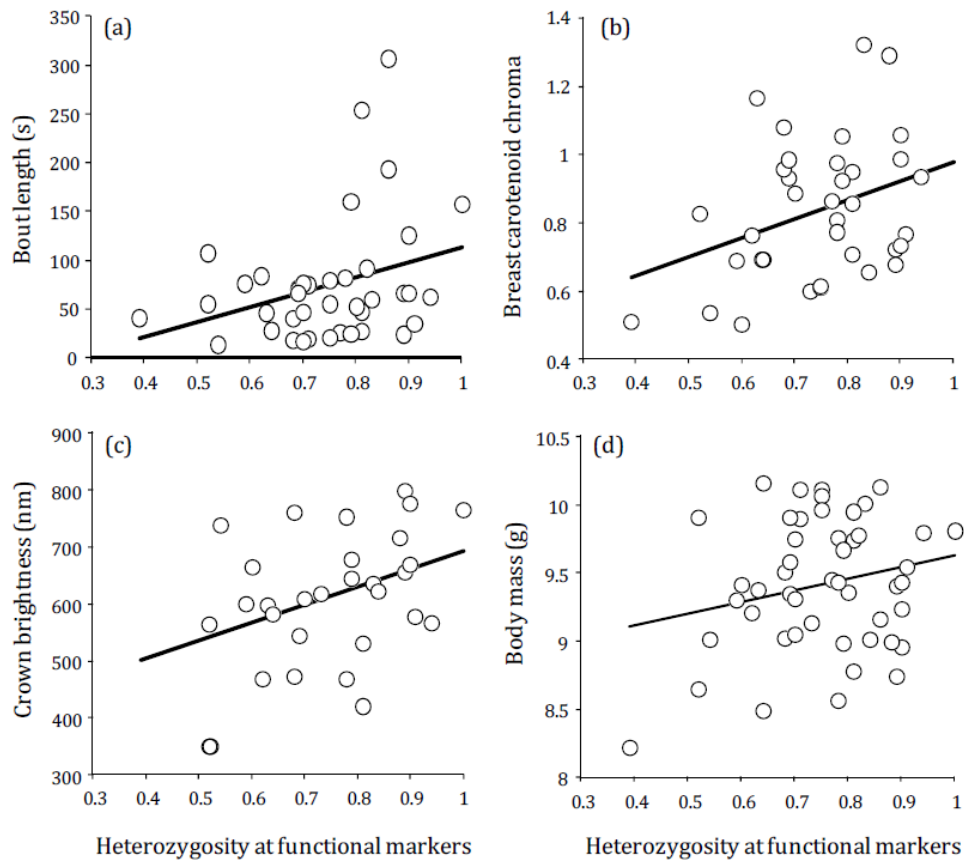 (a)
Bout length (s)
350
300
250
200
150
100
50
0
0.3 0.4 0.5 0.6 0.7 0.8 0.9 1
(b)
Breast carotenoid chroma
1.4
1.2
1
0.8
0.6
0.4
0.3 0.4 0.5 0.6 0.7 0.8 0.9 1
(c)
Crown brightness (nm)
900
800
700
600
500
400
300
0.3 0.4 0.5 0.6 0.7 0.8 0.9 1
Heterozygosity at functional markers
(d)
Body mass (g)
10.5
10
9.5
9
8.5
8
0.3 0.4 0.5 0.6 0.7 0.8 0.9 1
Heterozygosity at functional markers